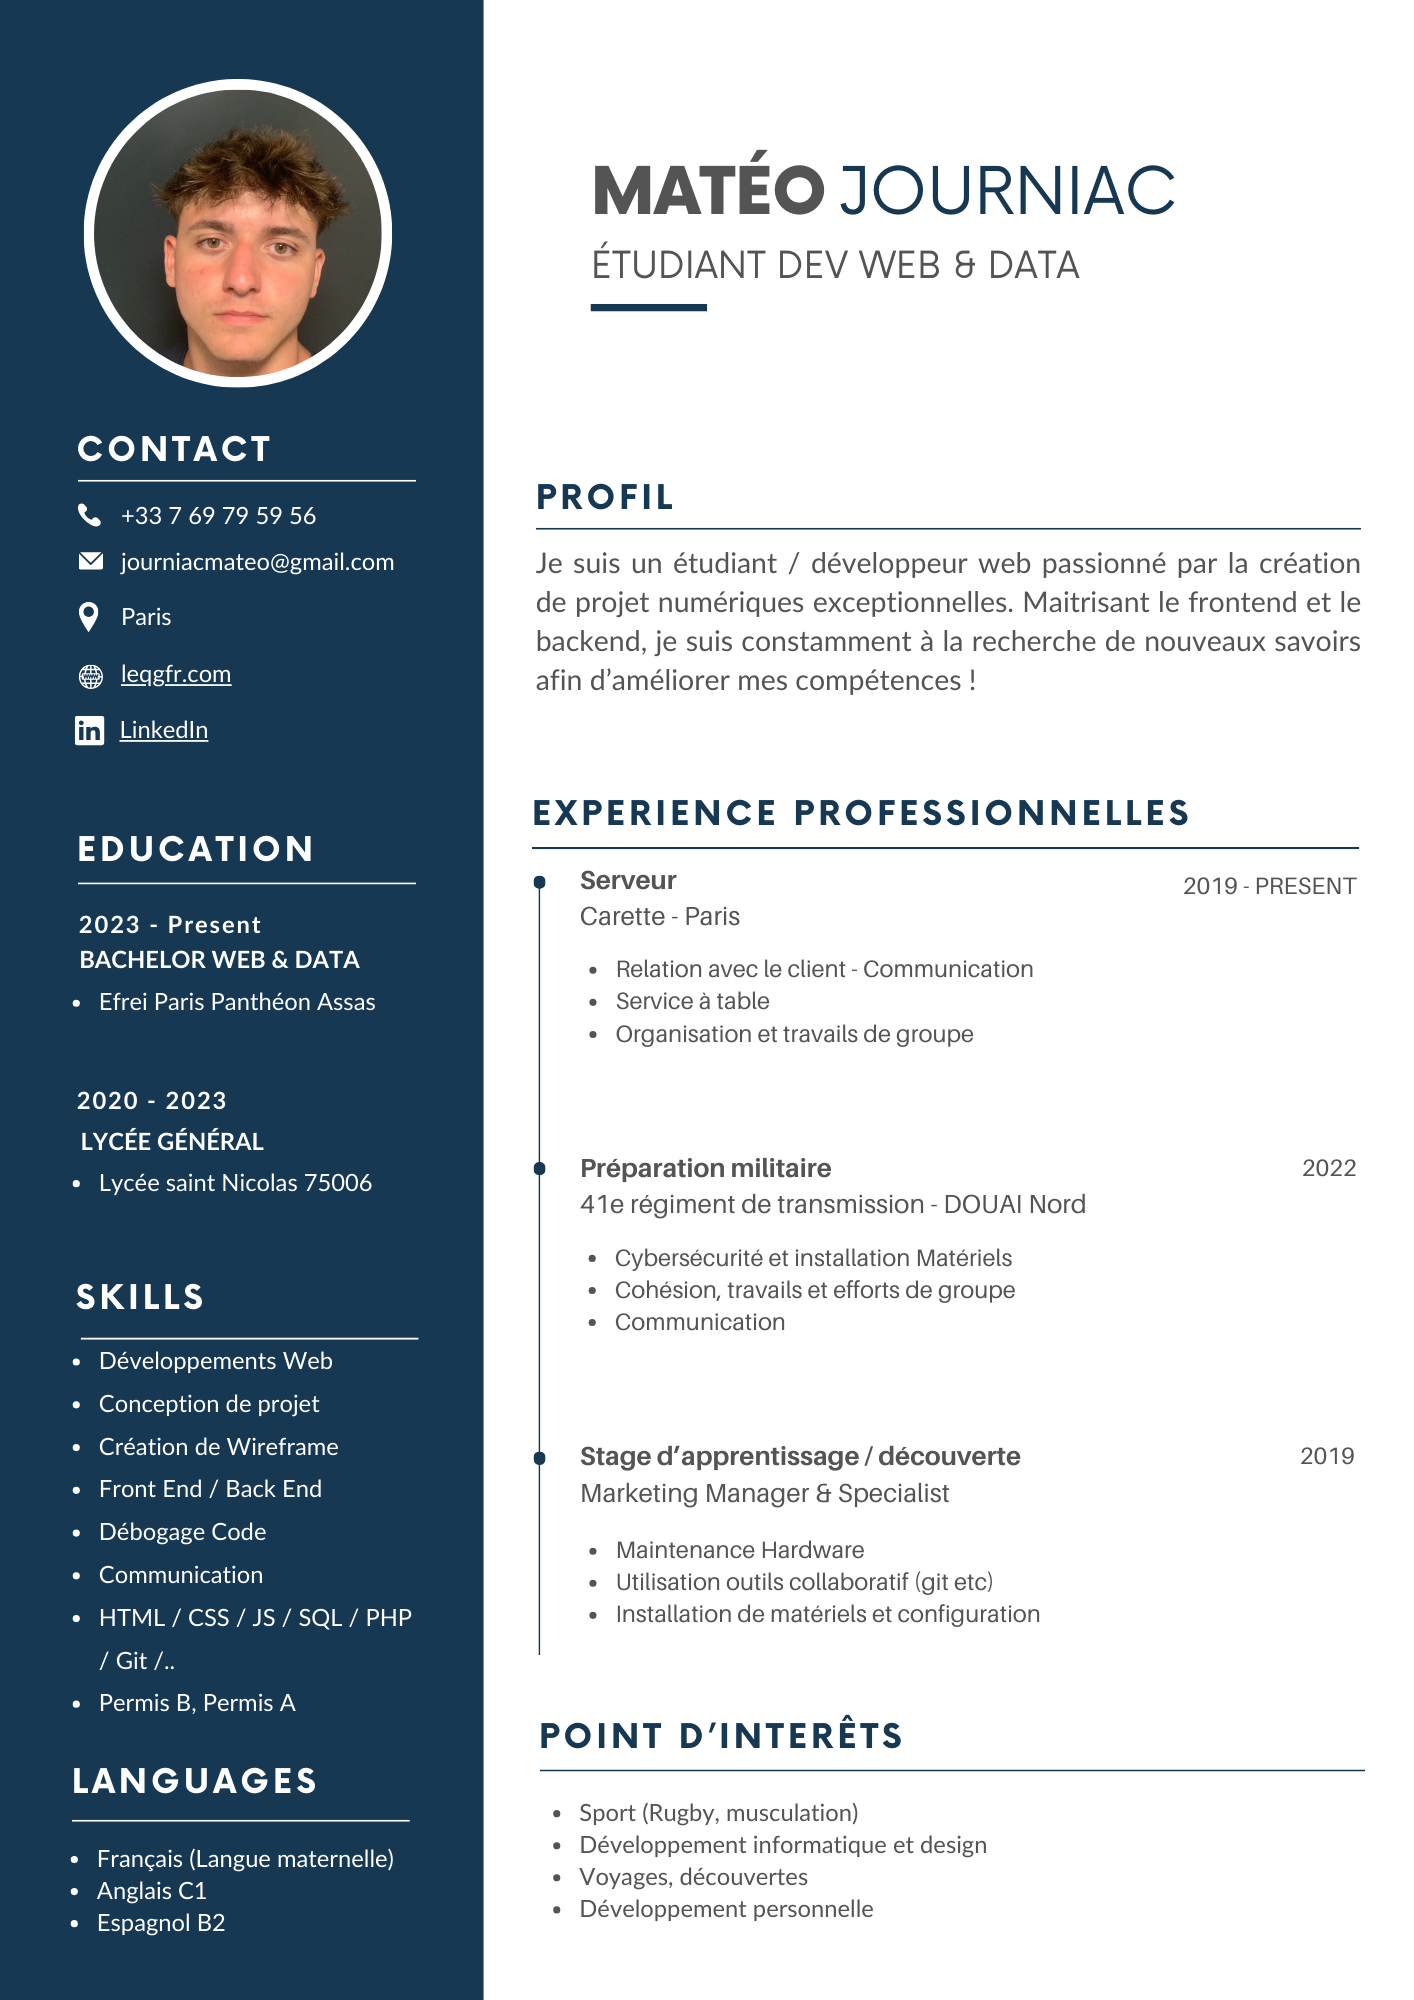 MATÉO JOURNIAC
ÉTUDIANT DEV WEB & DATA
CONTACT
+33 7 69 79 59 56
journiacmateo@gmail.com
Paris
leqgfr.com
in LinkedIn
EDUCATION
2023 - Present
BACHELOR WEB & DATA
• Efrei Paris Panthéon Assas
2020 - 2023
LYCÉE GÉNÉRAL
• Lycée saint Nicolas 75006
SKILLS
• Développements Web
• Conception de projet
• Création de Wireframe
• Front End / Back End
• Débogage Code
• Communication
• HTML / CSS / JS / SQL / PHP
/ Git /..
• Permis B, Permis A
LANGUAGES
• Français (Langue maternelle)
• Anglais C1
• Espagnol B2
PROFIL
Je suis un étudiant / développeur web passionné par la création
de projet numériques exceptionnelles. Maitrisant le frontend et le
backend, je suis constamment à la recherche de nouveaux savoirs
afin d’améliorer mes compétences !
EXPERIENCE PROFESSIONNELLES
Serveur 2019 - PRESENT
Carette - Paris
• Relation avec le client - Communication
• Service à table
• Organisation et travails de groupe
Préparation militaire 2022
41e régiment de transmission - DOUAI Nord
• Cybersécurité et installation Matériels
• Cohésion, travails et efforts de groupe
• Communication
Stage d’apprentissage / découverte 2019
Marketing Manager & Specialist
• Maintenance Hardware
• Utilisation outils collaboratif (git etc)
• Installation de matériels et configuration
POINT D’INTERÊTS
• Sport (Rugby, musculation)
• Développement informatique et design
• Voyages, découvertes
• Développement personnelle